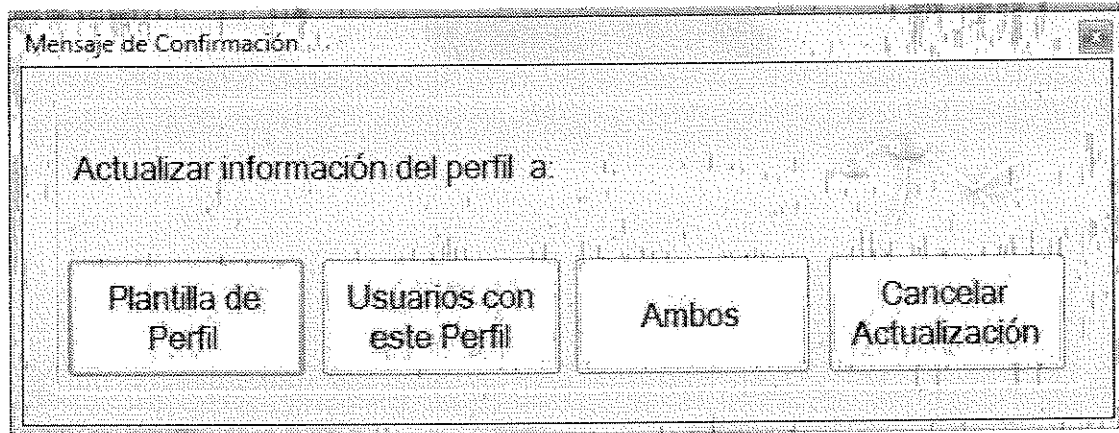 Mensaje de Confirmación
Actualizar información del perfil a:
Plantilla de
Perfil
Usuarios con
este Perfil
Ambos
Cancelar
Actualización